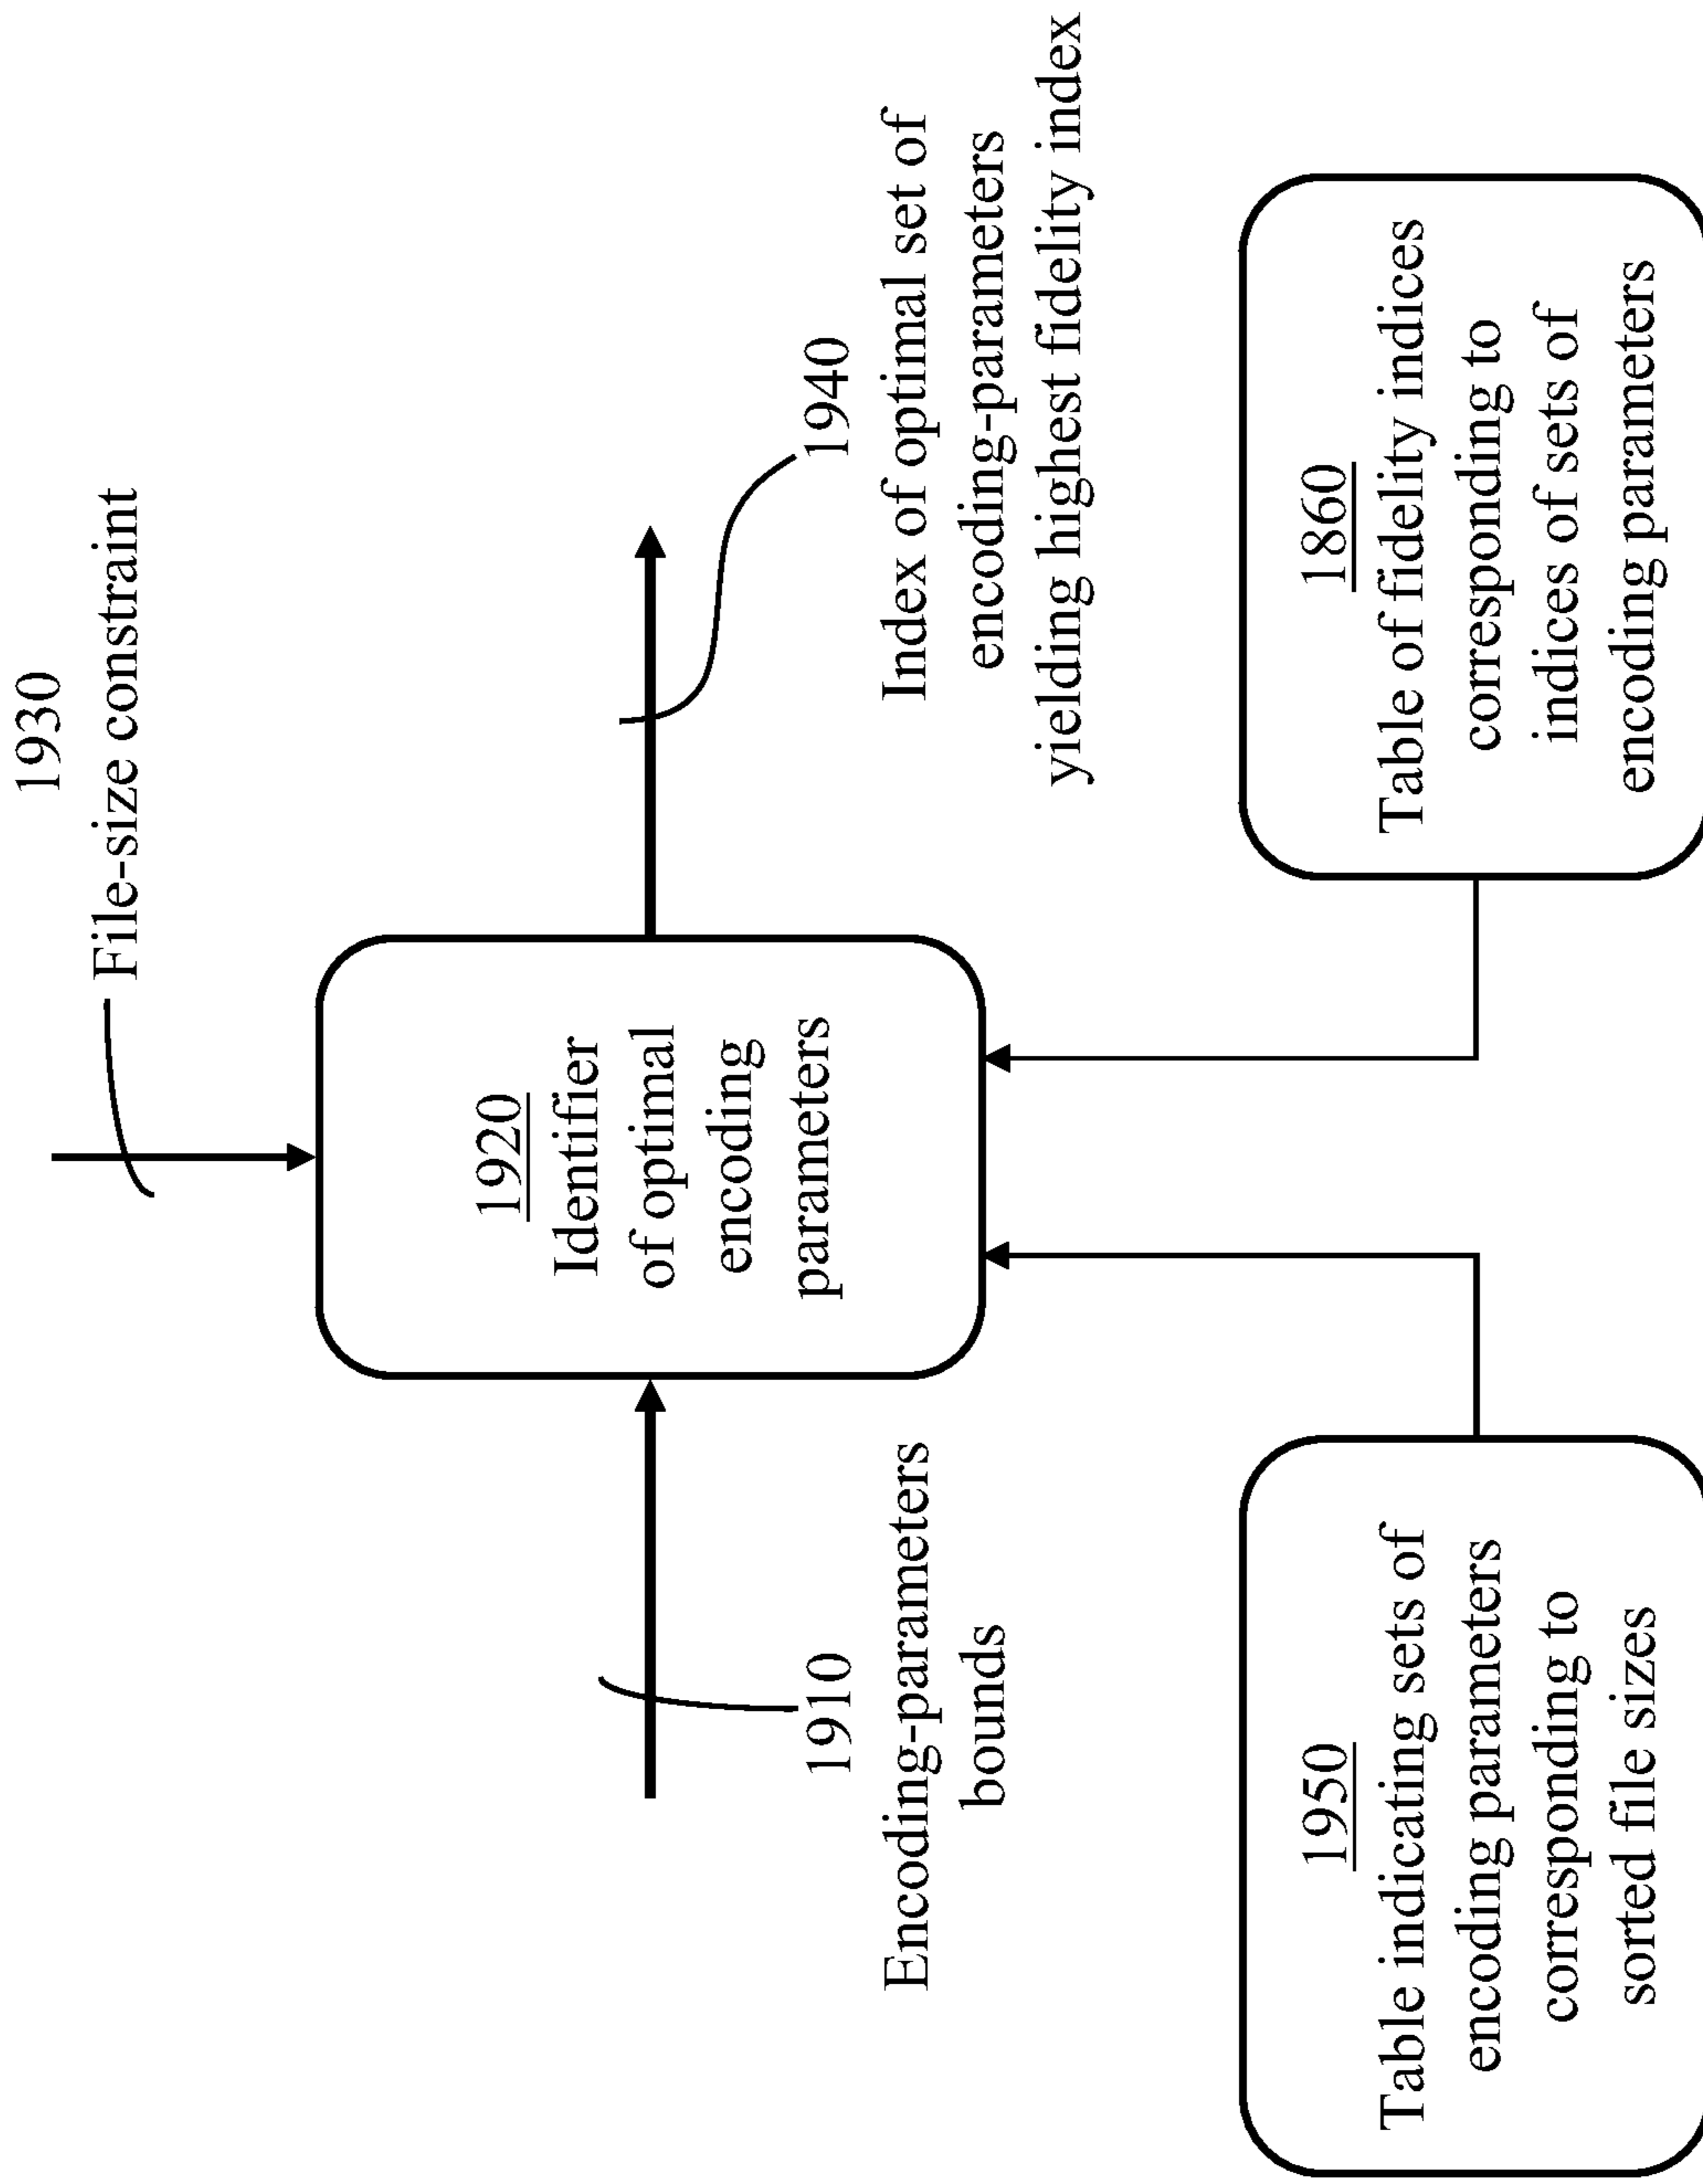 1930
File-size constraint
1920
Identifier
of optimal
encoding
parameters
1910
Encoding-parameters
bounds
1940
Index of optimal set of
encoding-parameters
yielding highest fidelity index
1950
Table indicating sets of
encoding parameters
corresponding to
sorted file sizes
1860
Table of fidelity indices
corresponding to
indices of sets of
encoding parameters